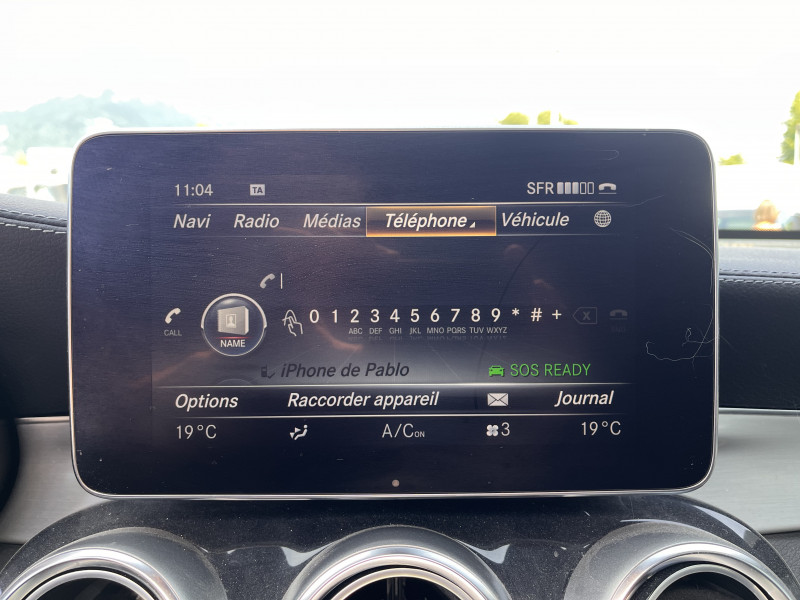 11:04 TA SFR
Navi Radio Médias Téléphone Véhicule
CALL NAME 0 1 2 3 4 5 6 7 8 9 * # + X
ABC DEF GHI JKL MNO PQRS TUV WXYZ
iPhone de Pablo SOS READY
Options Raccorder appareil Journal
19°C A/C ON 3 19°C